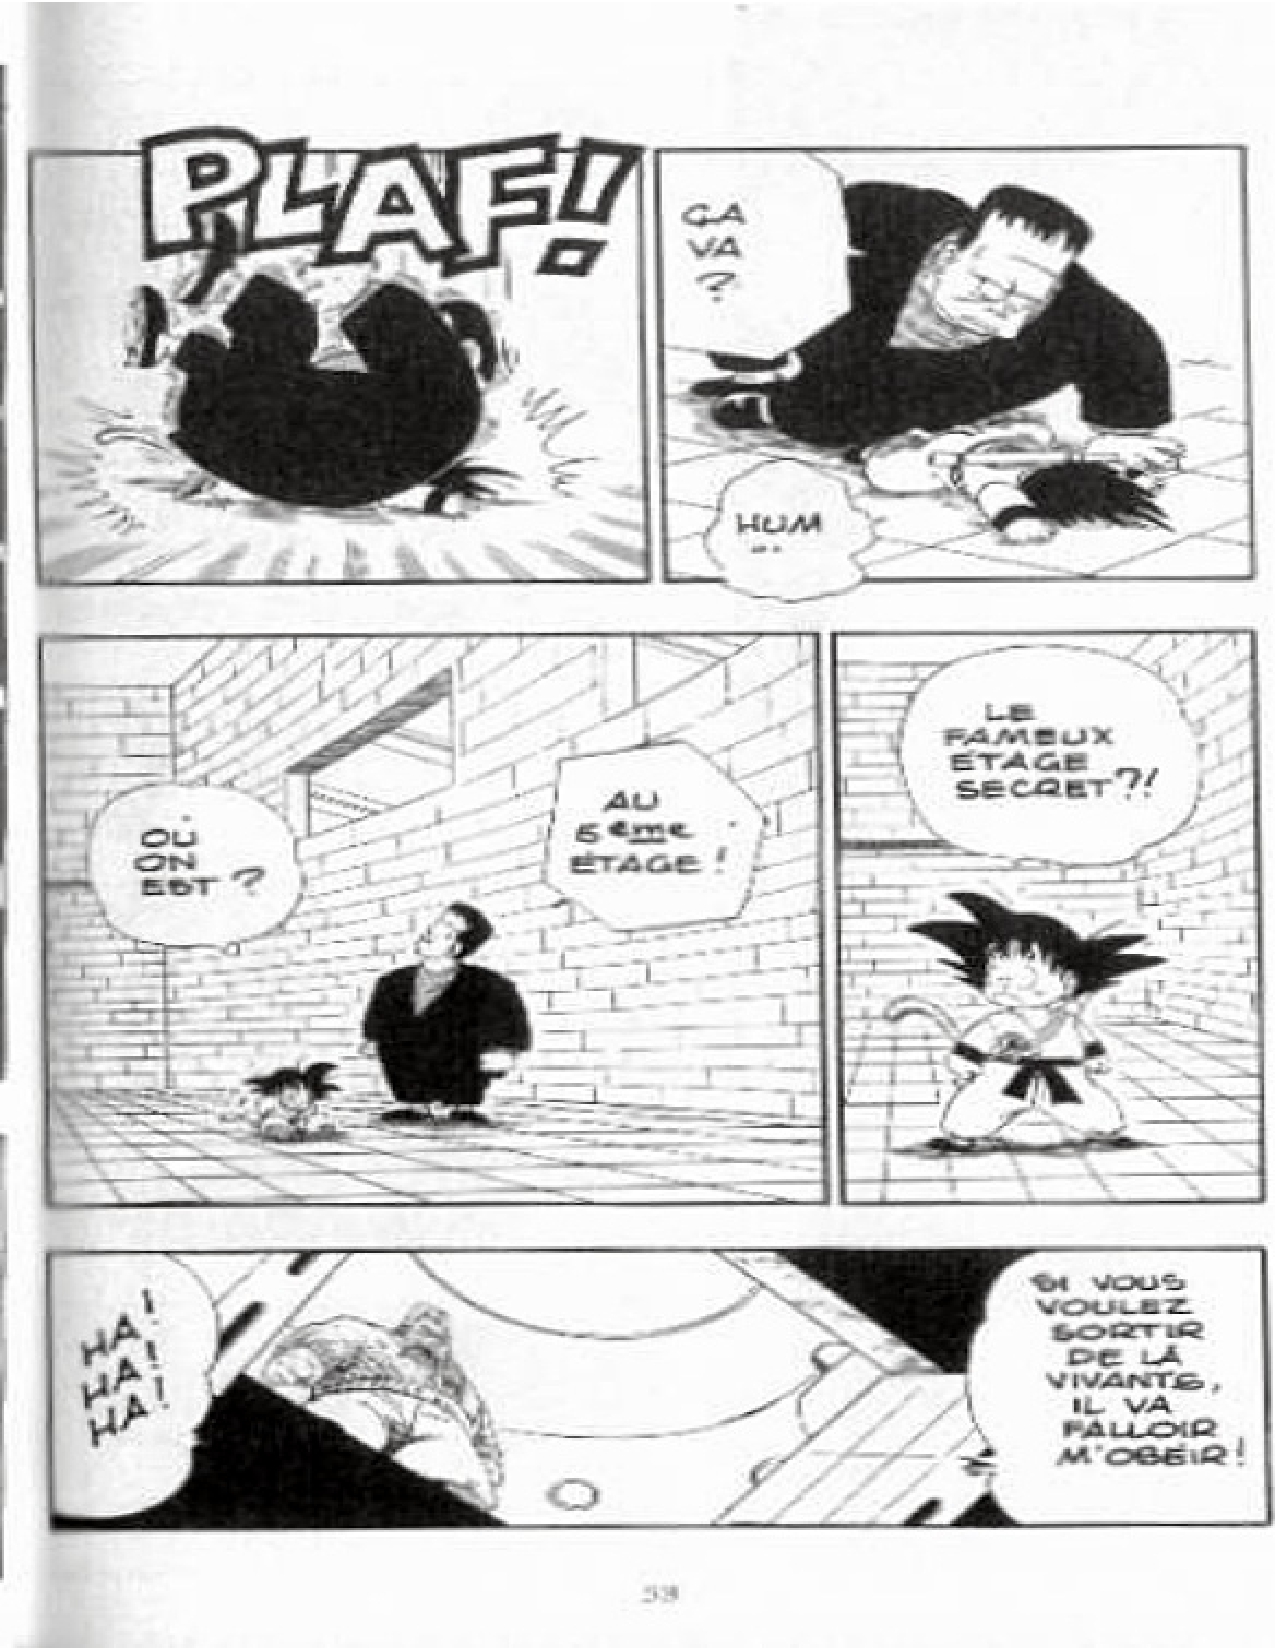 PLAF!
ÇA
VA
?
HUM
...
OÙ
ON
EST ?
AU
5ème
ÉTAGE !
LE
FAMEUX
ÉTAGE
SECRET ?!
HA!
HA!
HA!
SI VOUS
VOULEZ
SORTIR
DE LÀ
VIVANTS,
IL VA
FALLOIR
M'OBÉIR !